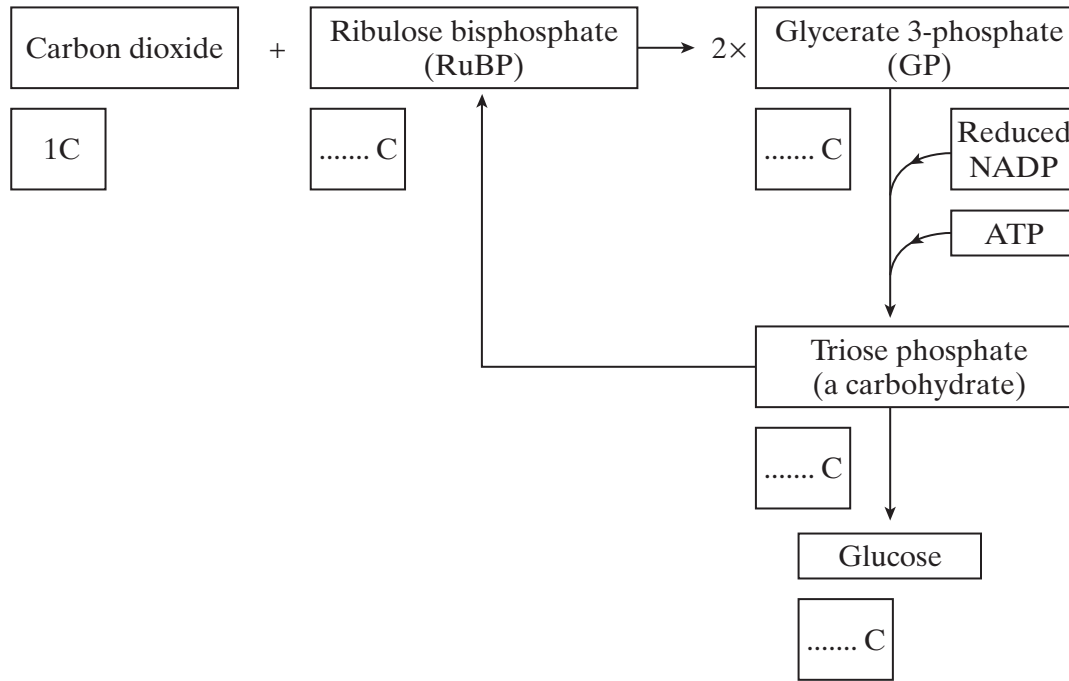 Carbon dioxide
+
Ribulose bisphosphate
(RuBP)
2×
Glycerate 3-phosphate
(GP)
1C
....... C
....... C
Reduced
NADP
ATP
Triose phosphate
(a carbohydrate)
....... C
Glucose
....... C